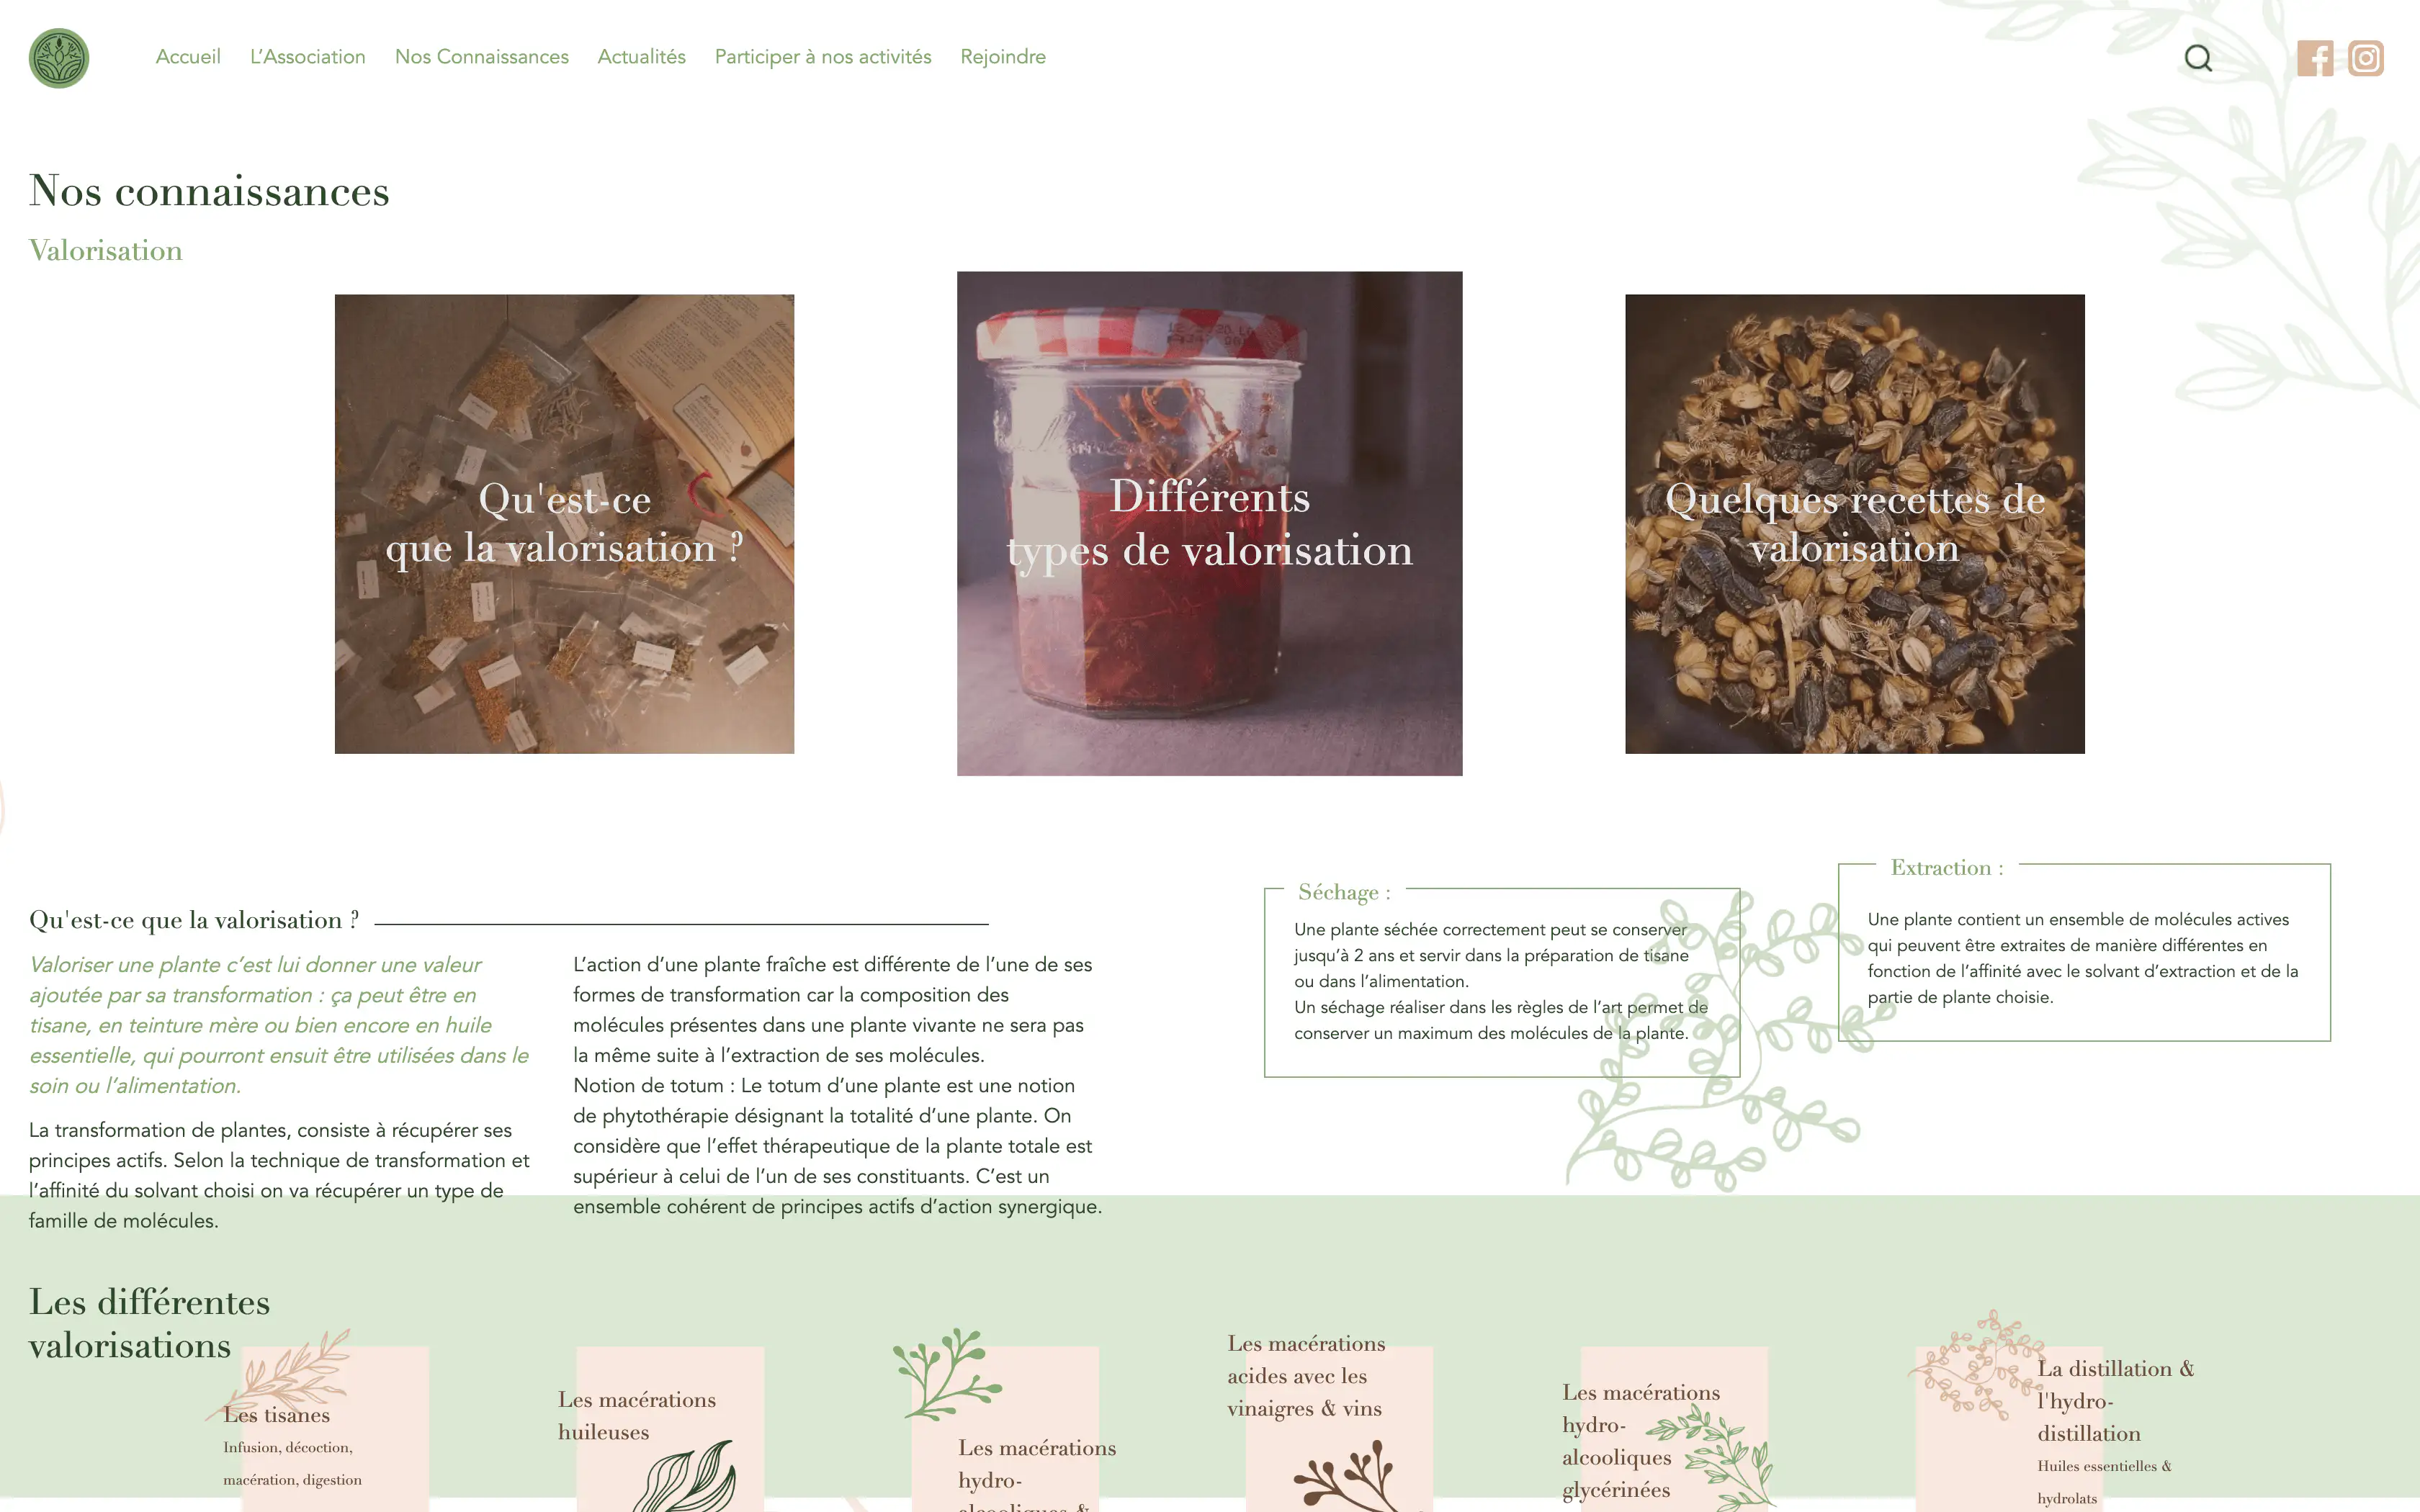 Accueil
L’Association
Nos Connaissances
Actualités
Participer à nos activités
Rejoindre
Nos connaissances
Valorisation
Qu'est-ce
que la valorisation ?
Différents
types de valorisation
Quelques recettes de
valorisation
Qu'est-ce que la valorisation ?
Valoriser une plante c’est lui donner une valeur
ajoutée par sa transformation : ça peut être en
tisane, en teinture mère ou bien encore en huile
essentielle, qui pourront ensuit être utilisées dans le
soin ou l’alimentation.
La transformation de plantes, consiste à récupérer ses
principes actifs. Selon la technique de transformation et
l’affinité du solvant choisi on va récupérer un type de
famille de molécules.
L’action d’une plante fraîche est différente de l’une de ses
formes de transformation car la composition des
molécules présentes dans une plante vivante ne sera pas
la même suite à l’extraction de ses molécules.
Notion de totum : Le totum d’une plante est une notion
de phytothérapie désignant la totalité d’une plante. On
considère que l’effet thérapeutique de la plante totale est
supérieur à celui de l’un de ses constituants. C’est un
ensemble cohérent de principes actifs d’action synergique.
Séchage :
Une plante séchée correctement peut se conserver
jusqu’à 2 ans et servir dans la préparation de tisane
ou dans l’alimentation.
Un séchage réaliser dans les règles de l’art permet de
conserver un maximum des molécules de la plante.
Extraction :
Une plante contient un ensemble de molécules actives
qui peuvent être extraites de manière différentes en
fonction de l’affinité avec le solvant d’extraction et de la
partie de plante choisie.
Les différentes
valorisations
Les tisanes
Infusion, décoction,
macération, digestion
Les macérations
huileuses
Les macérations
hydro-
alcooliques &
Les macérations
acides avec les
vinaigres & vins
Les macérations
hydro-
alcooliques
glycérinées
La distillation &
l'hydro-
distillation
Huiles essentielles &
hydrolats